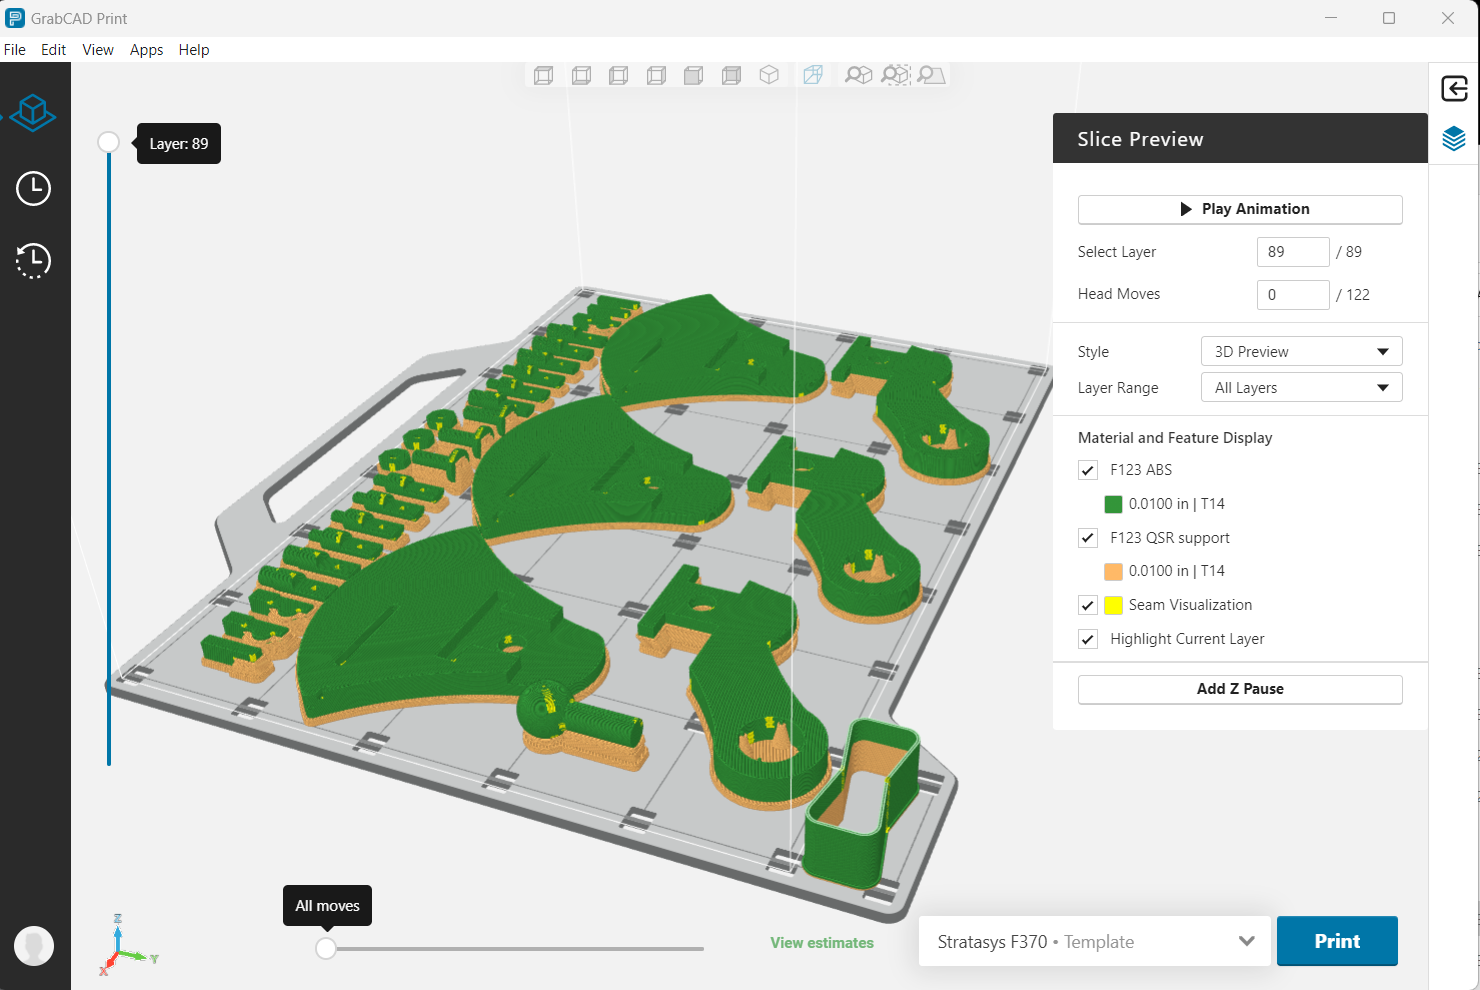 GrabCAD Print
File Edit View Apps Help
Layer: 89
Slice Preview
Play Animation
Select Layer 89 / 89
Head Moves 0 / 122
Style 3D Preview
Layer Range All Layers
Material and Feature Display
F123 ABS
0.0100 in | T14
F123 QSR support
0.0100 in | T14
Seam Visualization
Highlight Current Layer
Add Z Pause
All moves
Z
Y
X
View estimates
Stratasys F370 • Template
Print